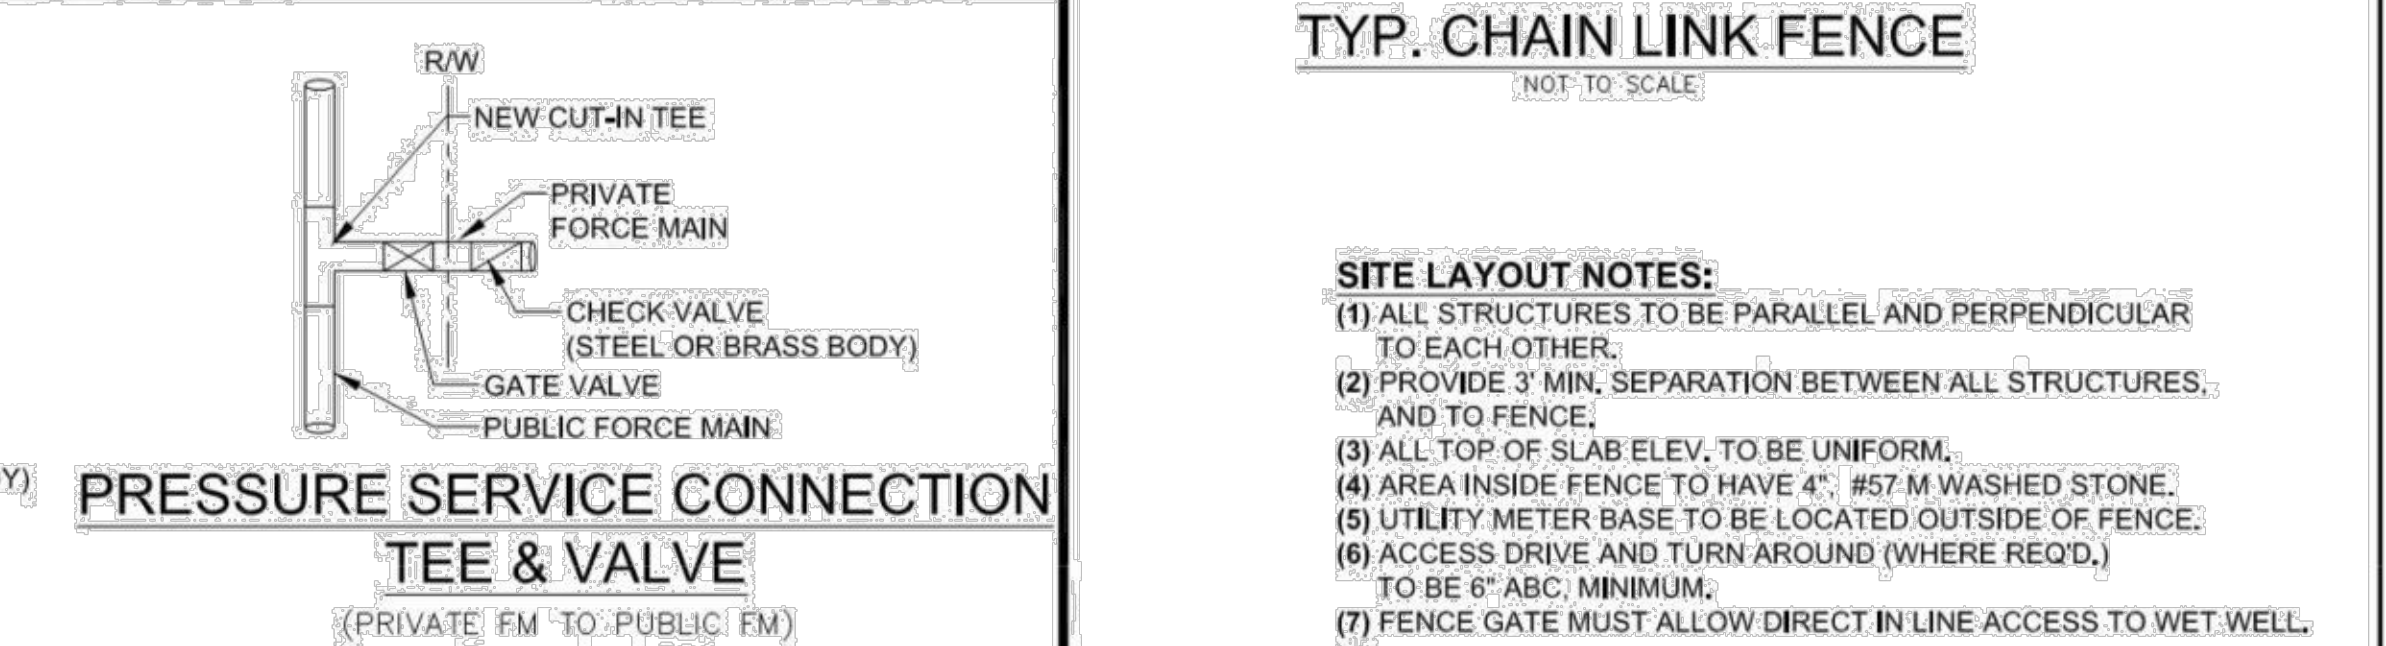 R/W
NEW CUT-IN TEE
PRIVATE
FORCE MAIN
CHECK VALVE
(STEEL OR BRASS BODY)
GATE VALVE
PUBLIC FORCE MAIN
Y)
PRESSURE SERVICE CONNECTION
TEE & VALVE
(PRIVATE FM TO PUBLIC FM)
TYP. CHAIN LINK FENCE
NOT TO SCALE
SITE LAYOUT NOTES:
(1) ALL STRUCTURES TO BE PARALLEL AND PERPENDICULAR
TO EACH OTHER.
(2) PROVIDE 3' MIN. SEPARATION BETWEEN ALL STRUCTURES,
AND TO FENCE.
(3) ALL TOP OF SLAB ELEV. TO BE UNIFORM.
(4) AREA INSIDE FENCE TO HAVE 4", #57 M WASHED STONE.
(5) UTILITY METER BASE TO BE LOCATED OUTSIDE OF FENCE.
(6) ACCESS DRIVE AND TURN AROUND (WHERE REQ'D.)
TO BE 6" ABC, MINIMUM.
(7) FENCE GATE MUST ALLOW DIRECT IN LINE ACCESS TO WET WELL.